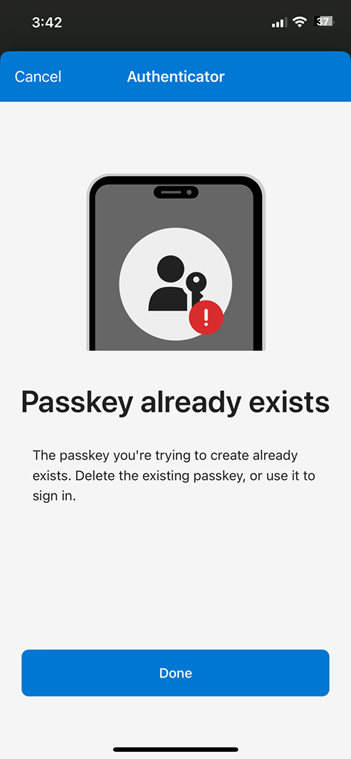 3:42
37
Cancel
Authenticator
Passkey already exists
The passkey you're trying to create already
exists. Delete the existing passkey, or use it to
sign in.
Done